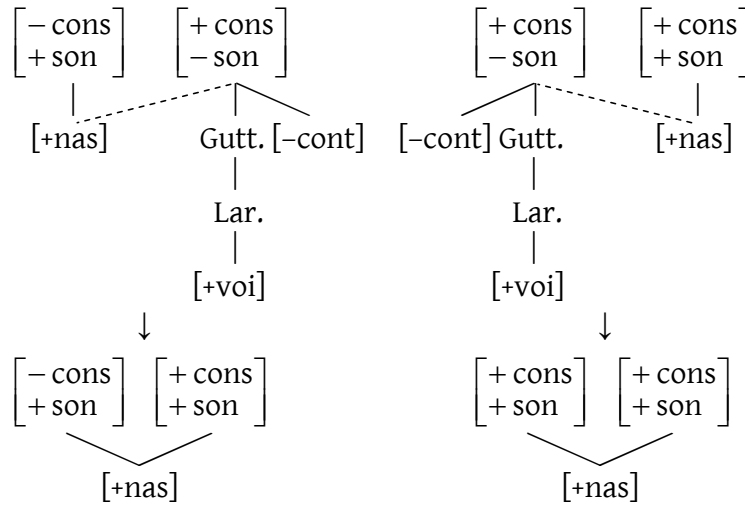 [− cons + son] [+ cons − son] [+ cons − son] [+ cons + son]
[+nas] Gutt. [−cont] [−cont] Gutt. [+nas]
Lar. Lar.
[+voi] [+voi]
↓ ↓
[− cons + son] [+ cons + son] [+ cons + son] [+ cons + son]
[+nas] [+nas]